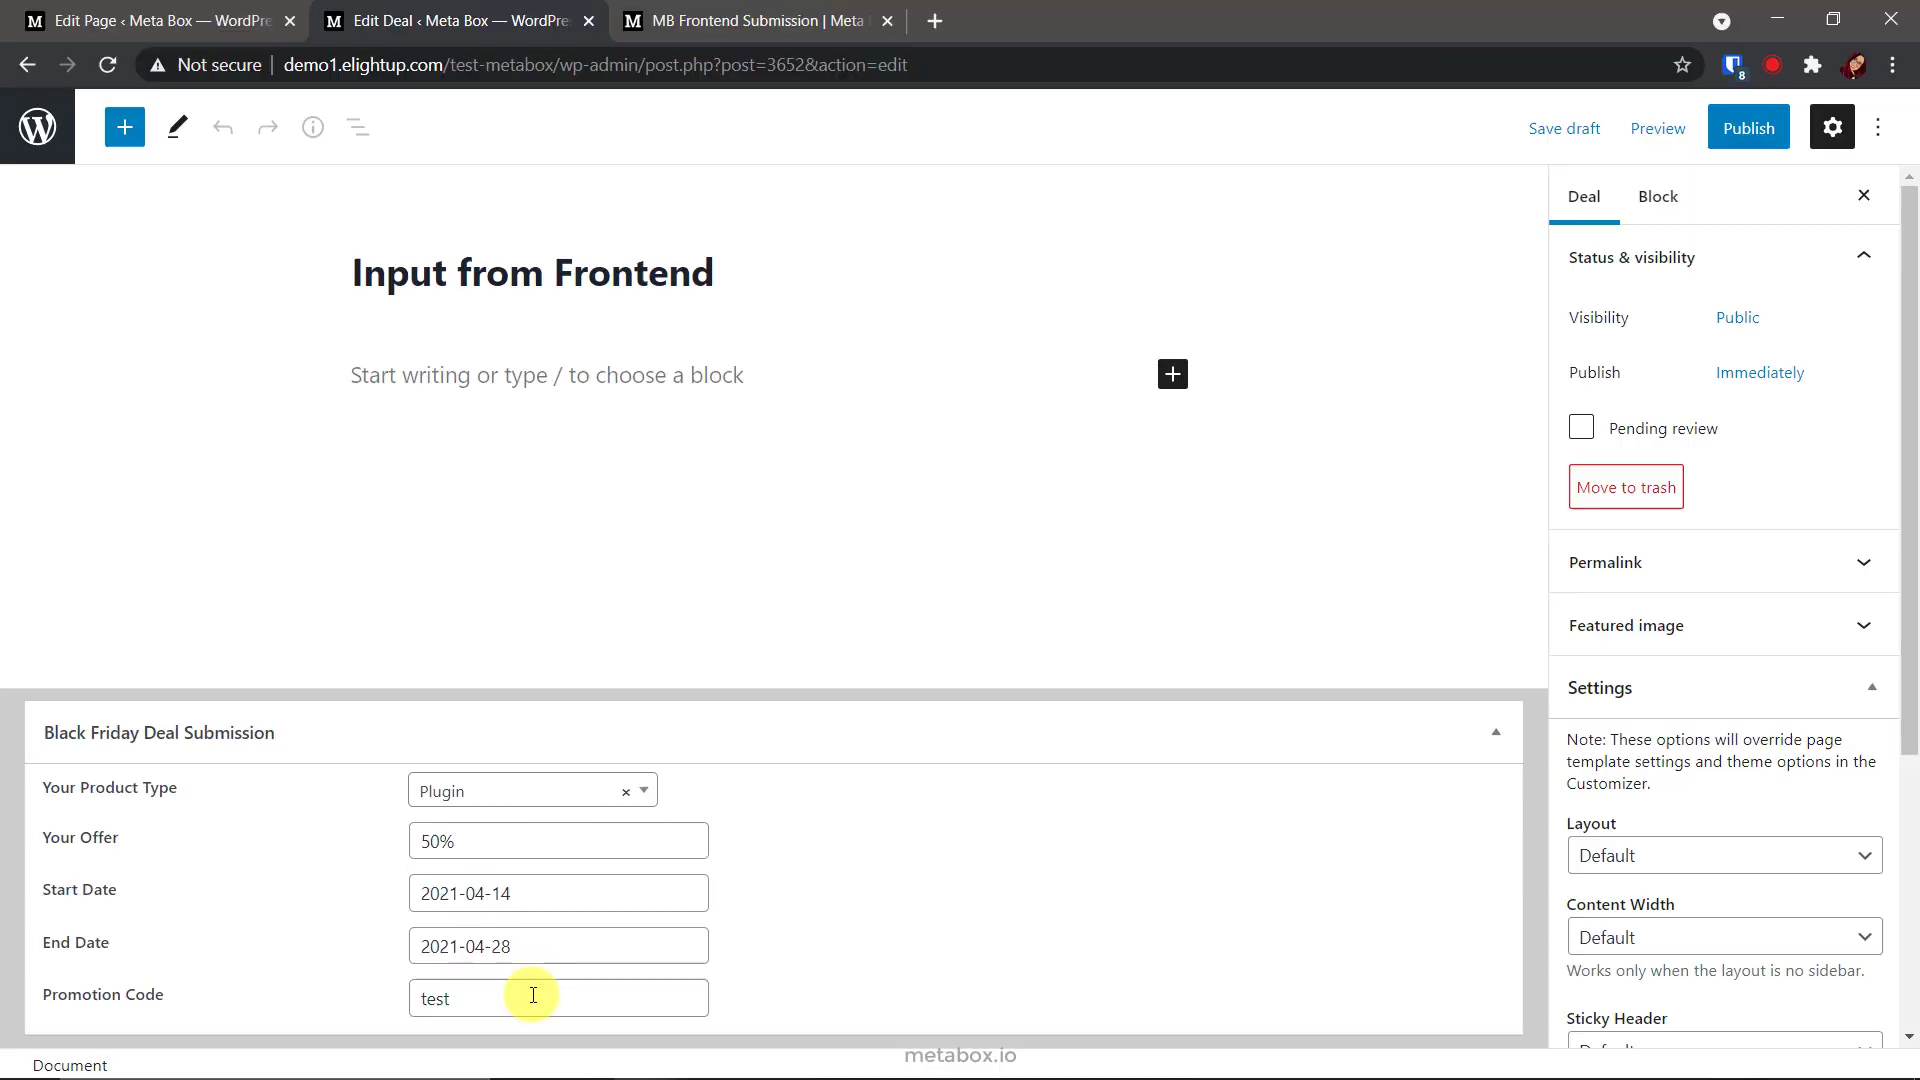 Edit Page ‹ Meta Box — WordPre
Edit Deal ‹ Meta Box — WordPre
MB Frontend Submission | Meta
Not secure
demo1.elightup.com/test-metabox/wp-admin/post.php?post=3652&action=edit
8
Save draft
Preview
Publish
Deal
Block
Status & visibility
Input from Frontend
Visibility
Public
Start writing or type / to choose a block
Publish
Immediately
Pending review
Move to trash
Permalink
Featured image
Settings
Black Friday Deal Submission
Note: These options will override page
template settings and theme options in the
Customizer.
Your Product Type
Plugin
Your Offer
50%
Layout
Default
Start Date
2021-04-14
Content Width
Default
End Date
2021-04-28
Works only when the layout is no sidebar.
Promotion Code
test
Sticky Header
metabox.io
Document